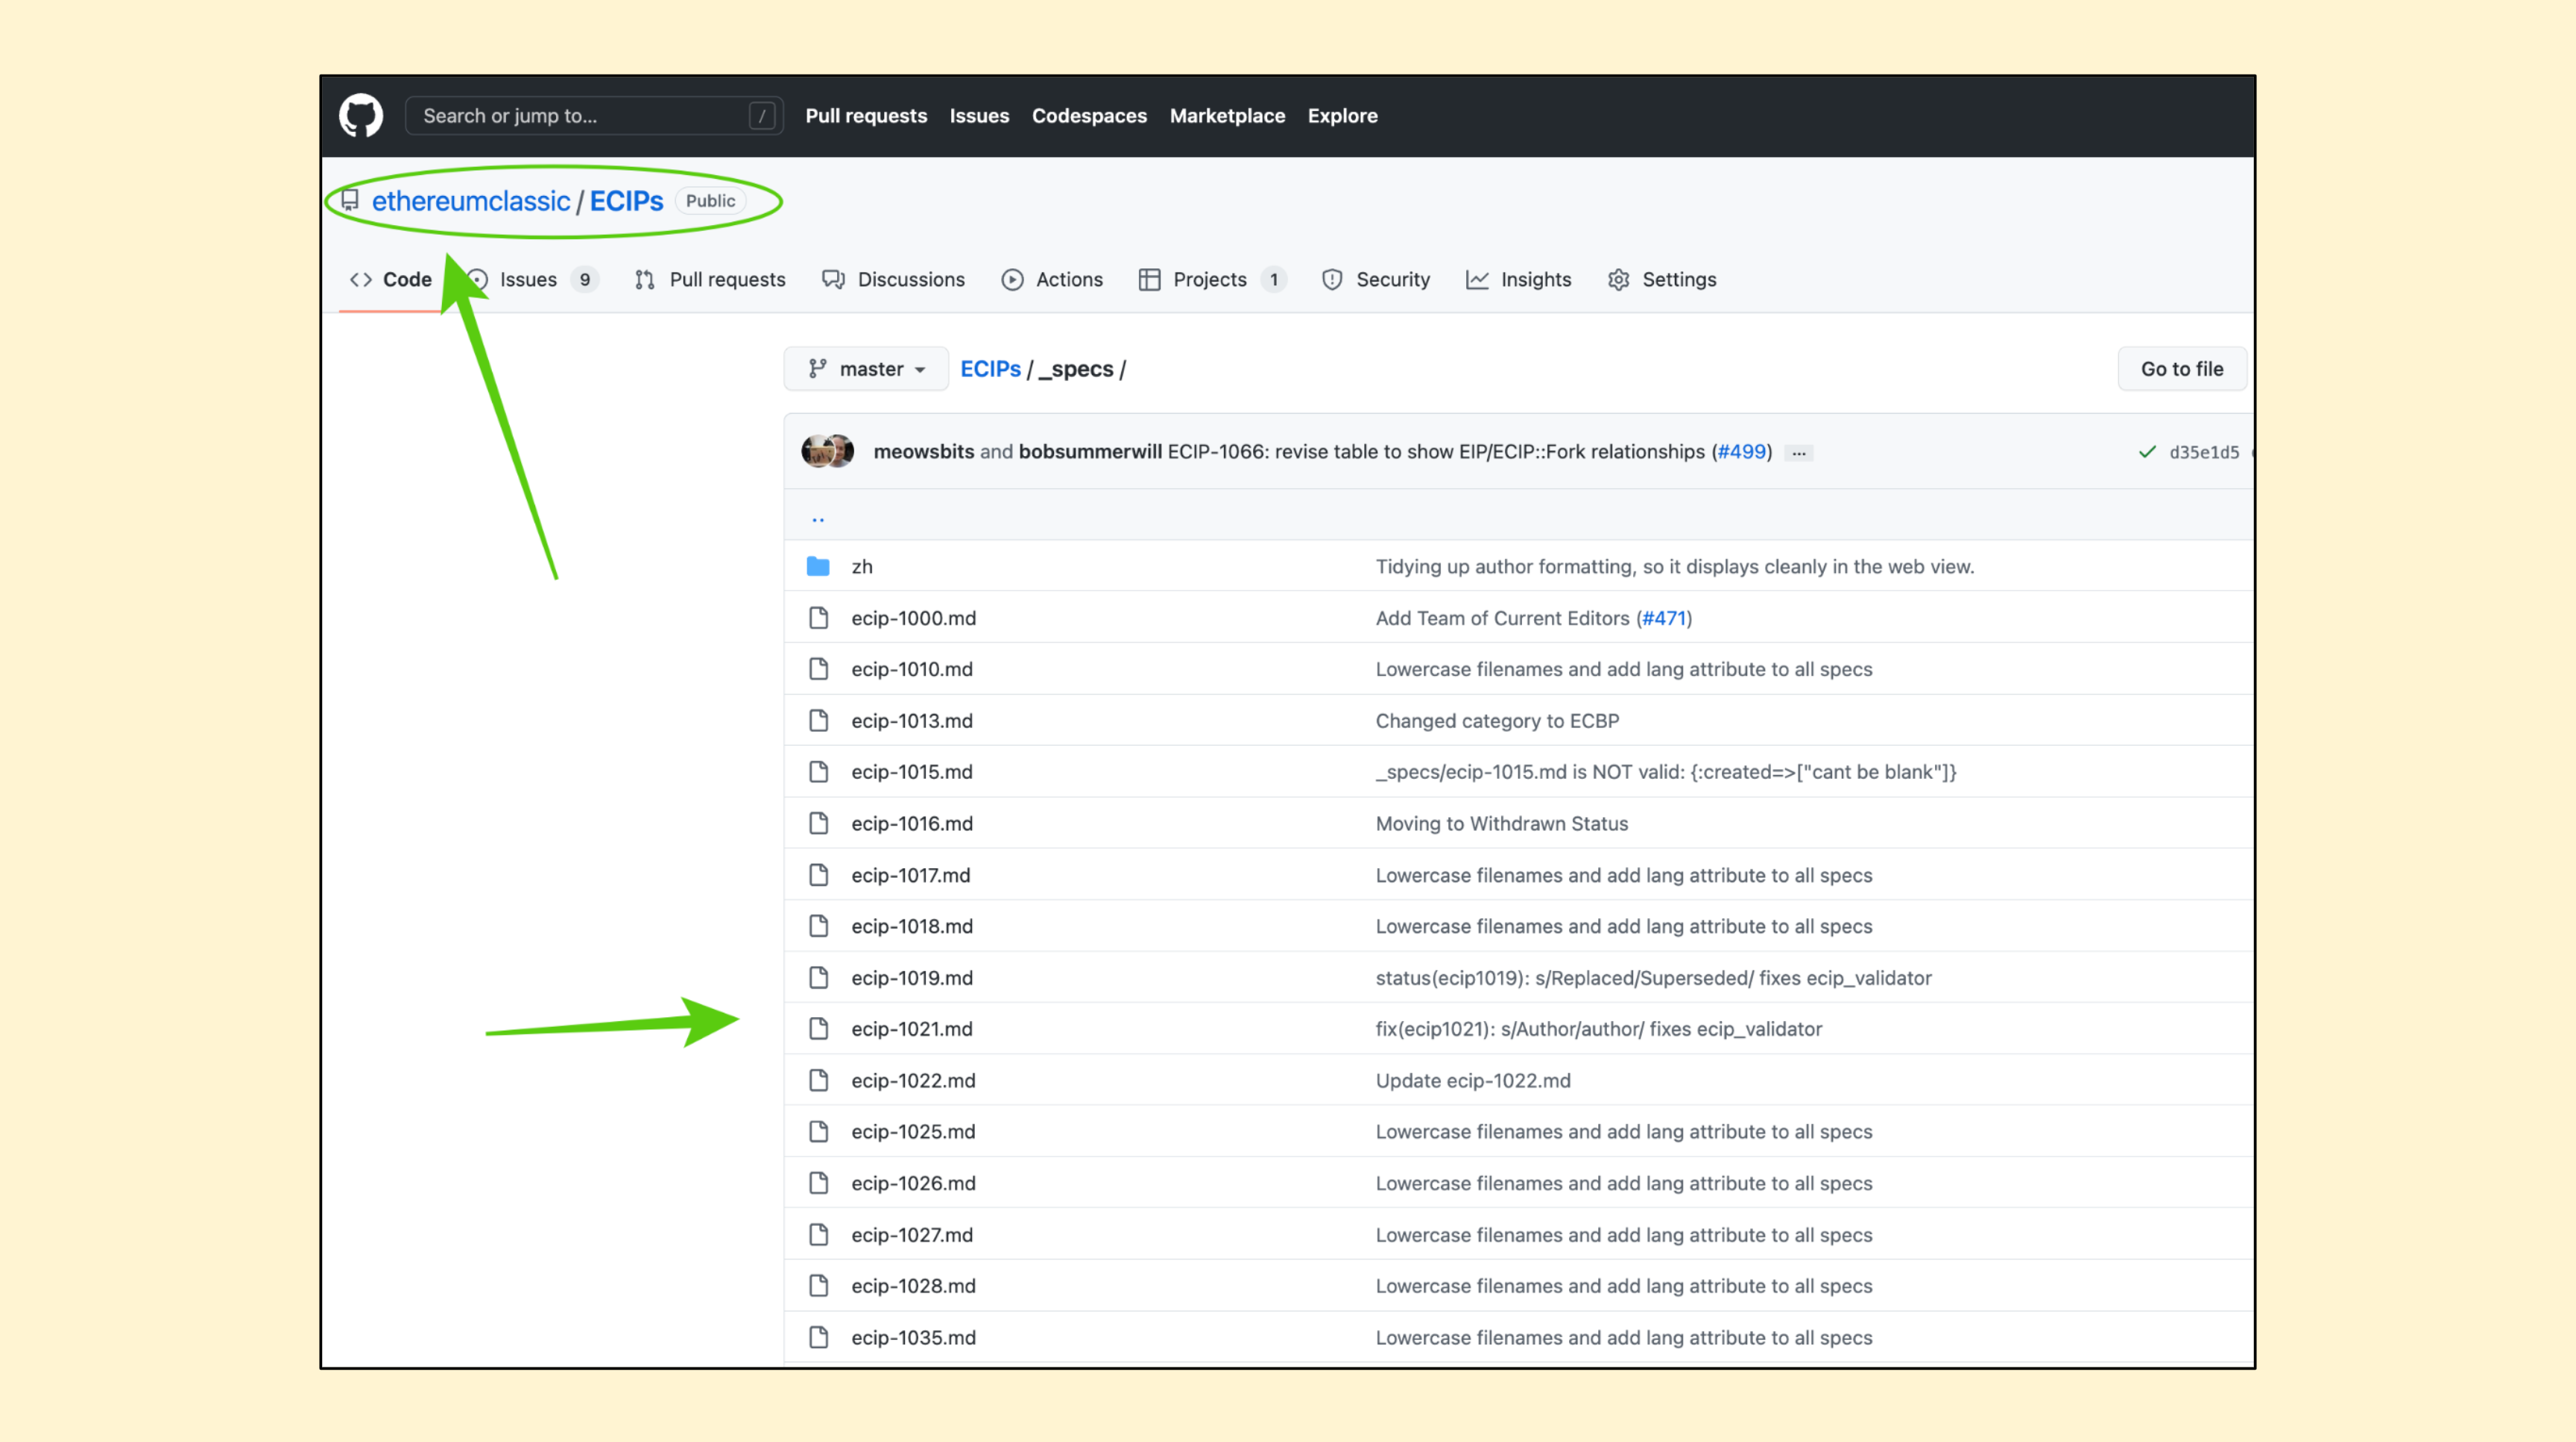 Search or jump to... / Pull requests Issues Codespaces Marketplace Explore
ethereumclassic / ECIPs Public
Code Issues 9 Pull requests Discussions Actions Projects 1 Security Insights Settings
master ECIPs / _specs / Go to file
meowsbits and bobsummerwill ECIP-1066: revise table to show EIP/ECIP::Fork relationships (#499) ... d35e1d5
..
zh Tidying up author formatting, so it displays cleanly in the web view.
ecip-1000.md Add Team of Current Editors (#471)
ecip-1010.md Lowercase filenames and add lang attribute to all specs
ecip-1013.md Changed category to ECBP
ecip-1015.md _specs/ecip-1015.md is NOT valid: {:created=>["cant be blank"]}
ecip-1016.md Moving to Withdrawn Status
ecip-1017.md Lowercase filenames and add lang attribute to all specs
ecip-1018.md Lowercase filenames and add lang attribute to all specs
ecip-1019.md status(ecip1019): s/Replaced/Superseded/ fixes ecip_validator
ecip-1021.md fix(ecip1021): s/Author/author/ fixes ecip_validator
ecip-1022.md Update ecip-1022.md
ecip-1025.md Lowercase filenames and add lang attribute to all specs
ecip-1026.md Lowercase filenames and add lang attribute to all specs
ecip-1027.md Lowercase filenames and add lang attribute to all specs
ecip-1028.md Lowercase filenames and add lang attribute to all specs
ecip-1035.md Lowercase filenames and add lang attribute to all specs